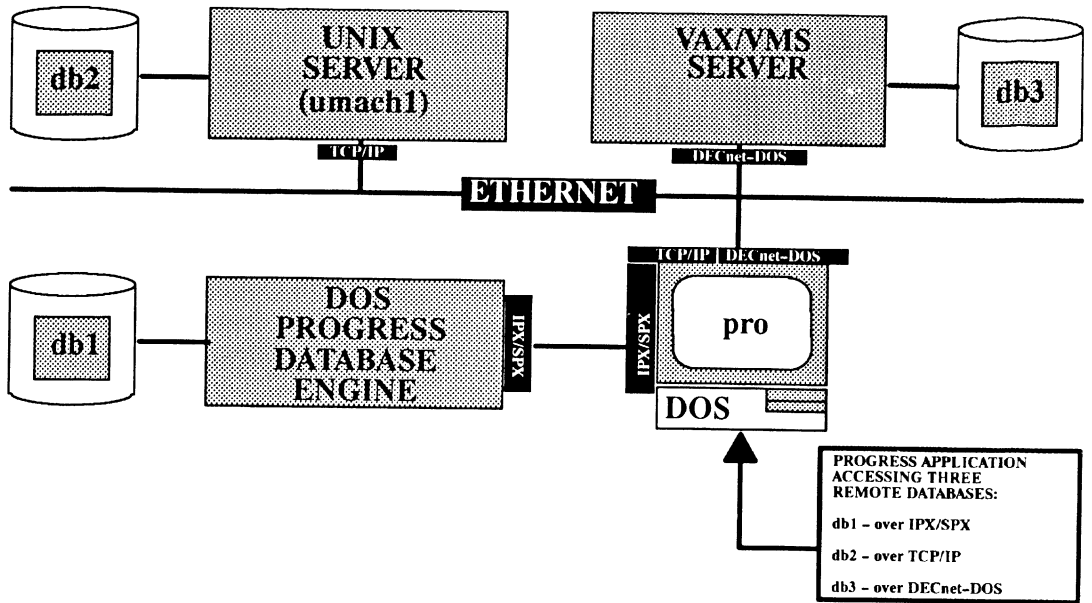 db2
UNIX
SERVER
(umach1)
VAX/VMS
SERVER
db3
TCP/IP
DECnet-DOS
ETHERNET
TCP/IP
DECnet-DOS
db1
DOS
PROGRESS
DATABASE
ENGINE
IPX/SPX
IPX/SPX
pro
DOS
PROGRESS APPLICATION
ACCESSING THREE
REMOTE DATABASES:
db1 – over IPX/SPX
db2 – over TCP/IP
db3 – over DECnet-DOS